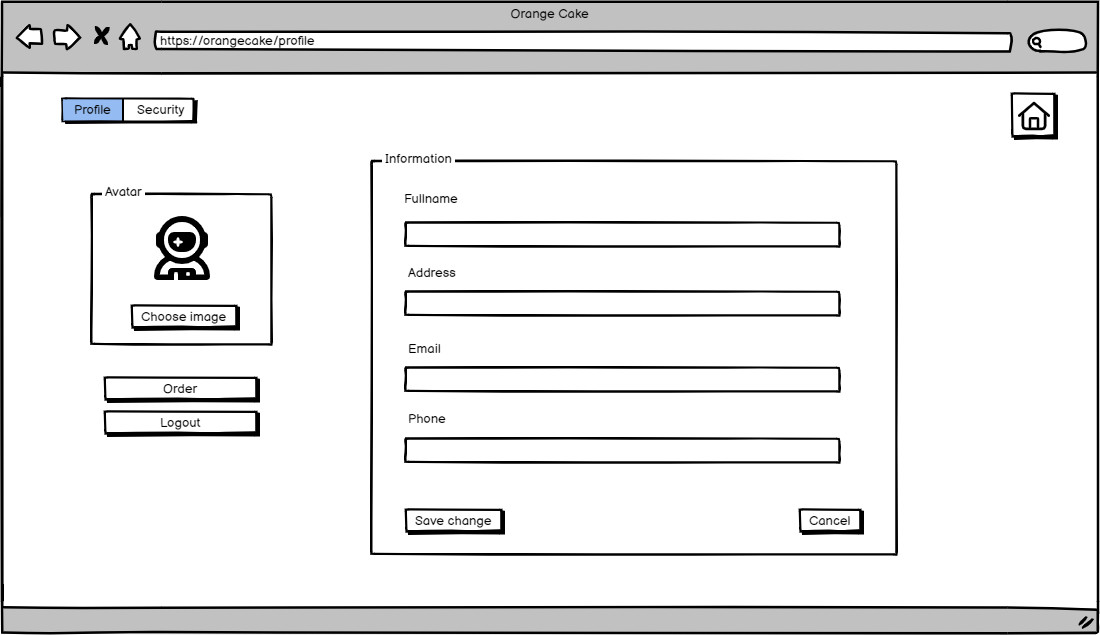 Orange Cake
https://orangecake/profile
Profile
Security
Information
Avatar
Fullname
Address
Choose image
Email
Order
Phone
Logout
Save change
Cancel